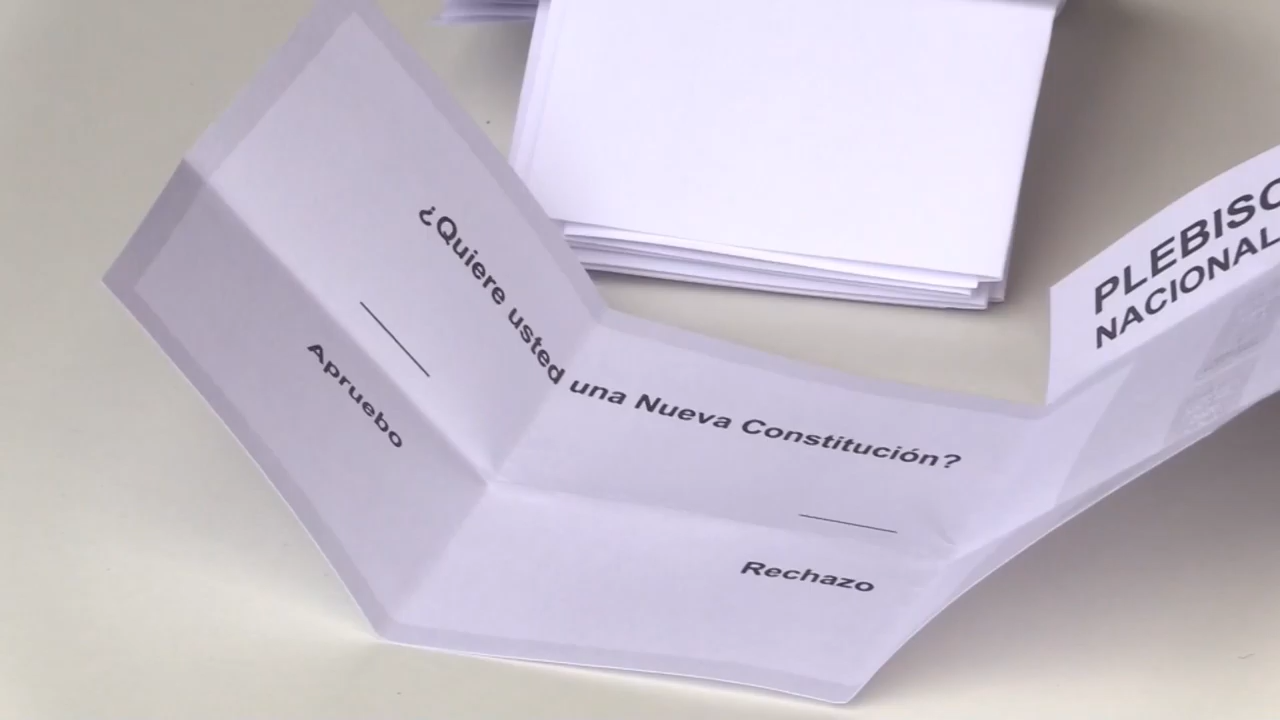 ¿Quiere usted una Nueva Constitución?
Apruebo
Rechazo
PLEBISC
NACIONAL